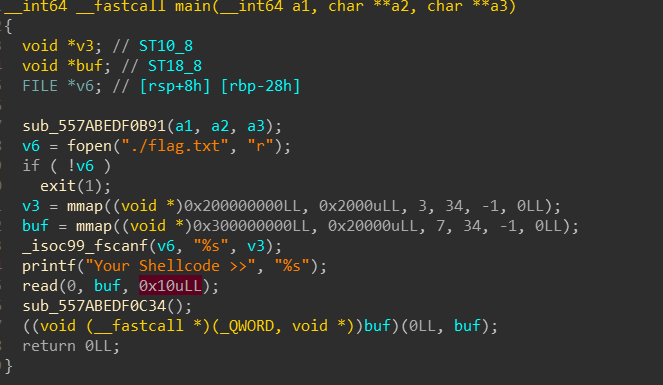 __int64 __fastcall main(__int64 a1, char **a2, char **a3)
{
void *v3; // ST10_8
void *buf; // ST18_8
FILE *v6; // [rsp+8h] [rbp-28h]
sub_557ABEDF0B91(a1, a2, a3);
v6 = fopen("./flag.txt", "r");
if ( !v6 )
exit(1);
v3 = mmap((void *)0x200000000LL, 0x2000uLL, 3, 34, -1, 0LL);
buf = mmap((void *)0x300000000LL, 0x20000uLL, 7, 34, -1, 0LL);
_isoc99_fscanf(v6, "%s", v3);
printf("Your Shellcode >>", "%s");
read(0, buf, 0x10uLL);
sub_557ABEDF0C34();
((void (__fastcall *)(_QWORD, void *))buf)(0LL, buf);
return 0LL;
}